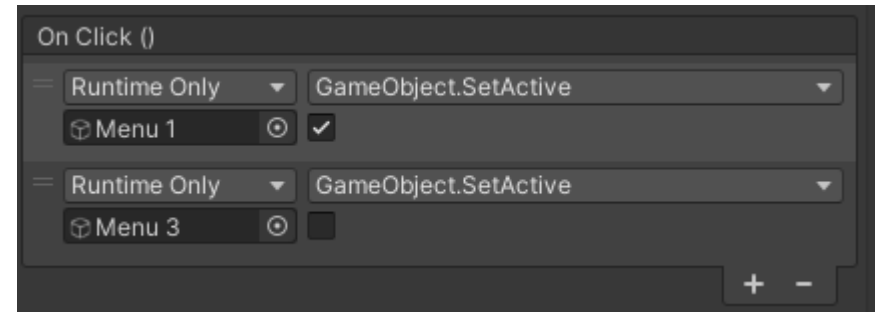 On Click ()
Runtime Only GameObject.SetActive
Menu 1
Runtime Only GameObject.SetActive
Menu 3
+ -